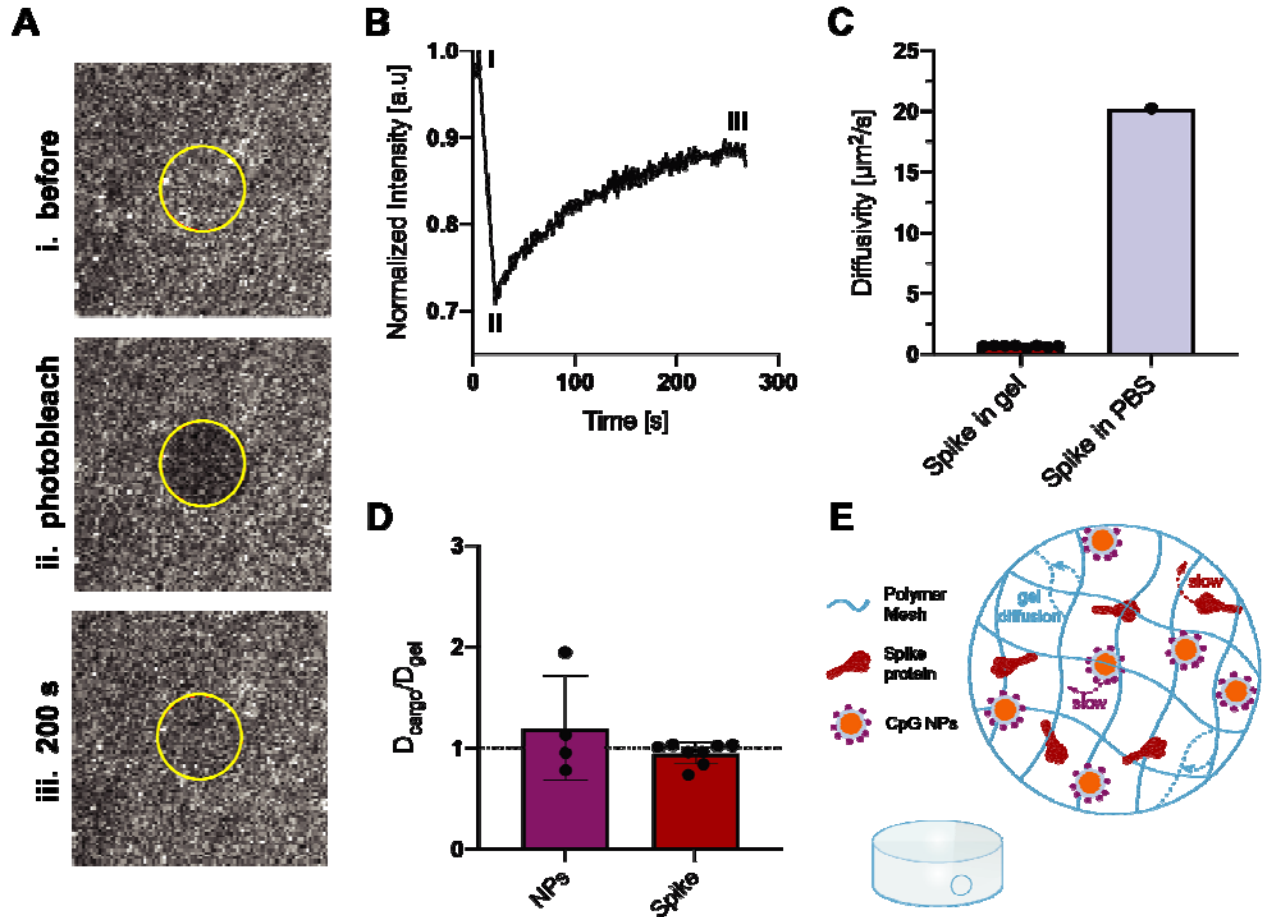 A
i. before
ii. photobleach
iii. 200 s
B
Normalized Intensity [a.u]
1.0
0.9
0.8
0.7
I
II
III
0
100
200
300
Time [s]
C
Diffusivity [µm²/s]
25
20
15
10
5
0
Spike in gel
Spike in PBS
D
D_cargo/D_gel
3
2
1
0
NPs
Spike
E
Polymer
Mesh
Spike
protein
CpG NPs
gel
diffusion
slow
slow